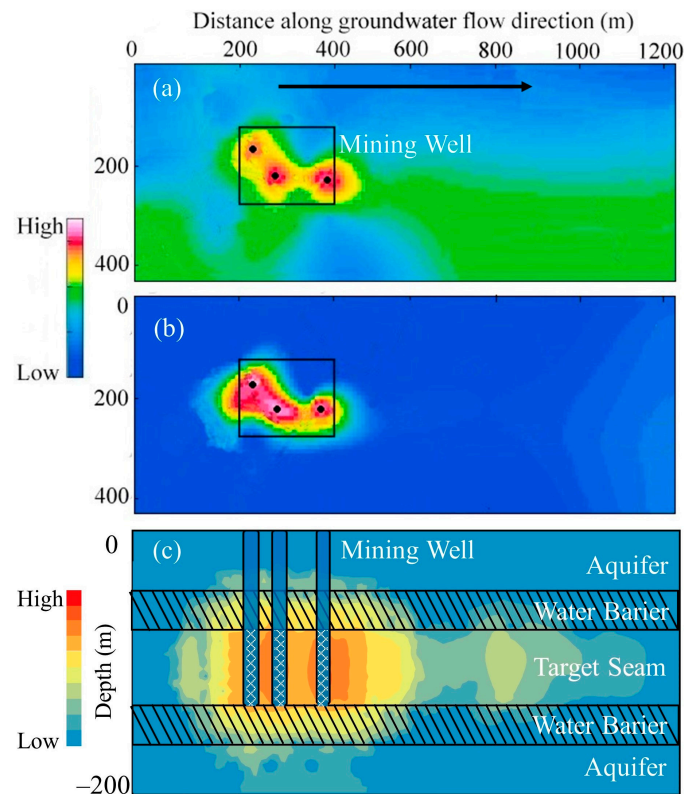 Distance along groundwater flow direction (m)
0 200 400 600 800 1000 1200
(a)
Mining Well
200
400
High
Low
0
(b)
200
400
0
(c)
Mining Well
Aquifer
Water Barier
High
Depth (m)
Target Seam
Low
Water Barier
Aquifer
–200